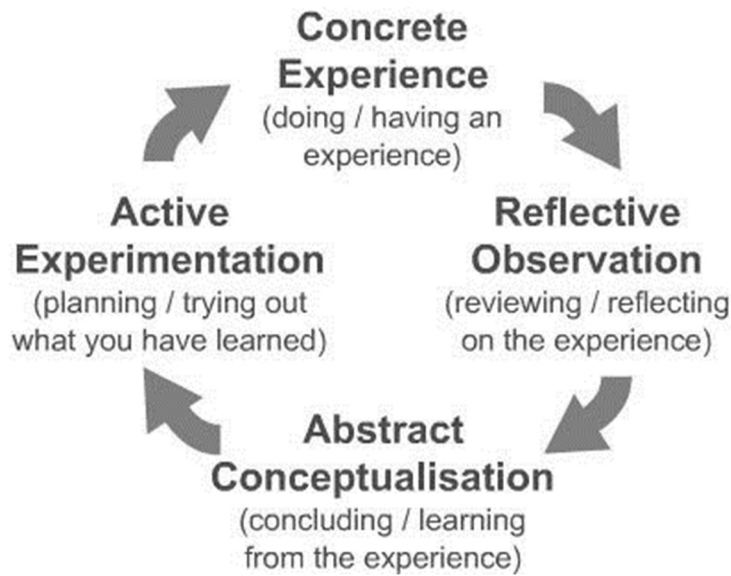 Concrete
Experience
(doing / having an
experience)
Reflective
Observation
(reviewing / reflecting
on the experience)
Abstract
Conceptualisation
(concluding / learning
from the experience)
Active
Experimentation
(planning / trying out
what you have learned)